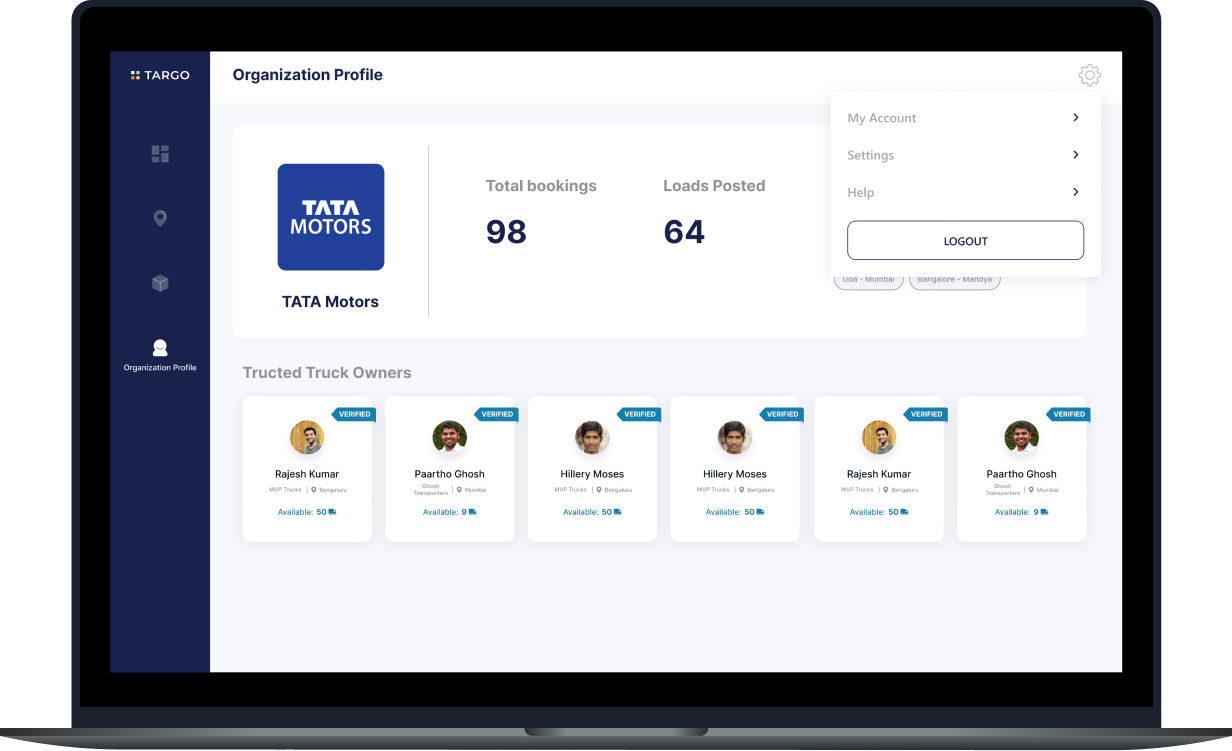 TARGO
Organization Profile
My Account
Settings
Help
LOGOUT
TATA
MOTORS
TATA Motors
Total bookings
98
Loads Posted
64
Goa - Mumbai
Bangalore - Mandya
Organization Profile
Tructed Truck Owners
VERIFIED
Rajesh Kumar
MVP Trucks | Bengaluru
Available: 50
VERIFIED
Paartho Ghosh
Ghosh
Transporters | Mumbai
Available: 9
VERIFIED
Hillery Moses
MVP Trucks | Bengaluru
Available: 50
VERIFIED
Hillery Moses
MVP Trucks | Bengaluru
Available: 50
VERIFIED
Rajesh Kumar
MVP Trucks | Bengaluru
Available: 50
VERIFIED
Paartho Ghosh
Ghosh
Transporters | Mumbai
Available: 9